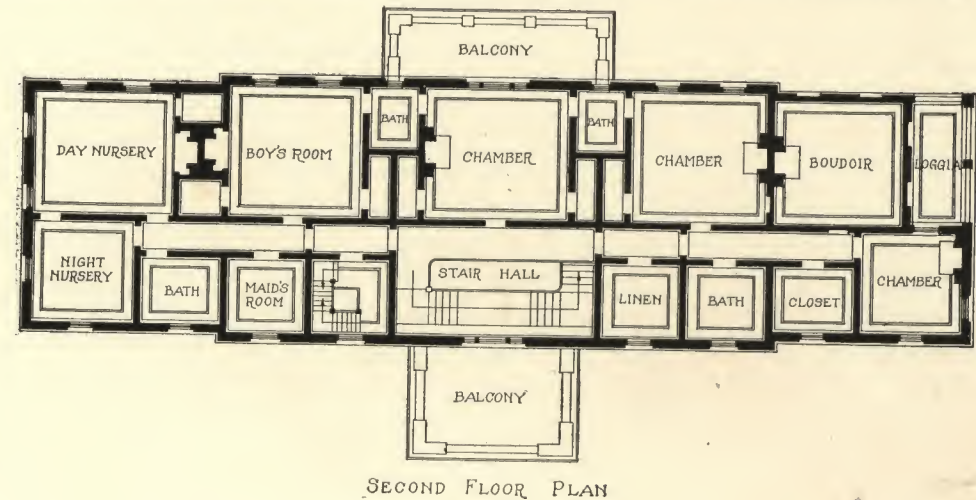 BALCONY
DAY NURSERY
BOY'S ROOM
BATH
CHAMBER
BATH
CHAMBER
BOUDOIR
LOGGIA
NIGHT
NURSERY
BATH
MAID'S
ROOM
STAIR HALL
LINEN
BATH
CLOSET
CHAMBER
BALCONY
SECOND FLOOR PLAN